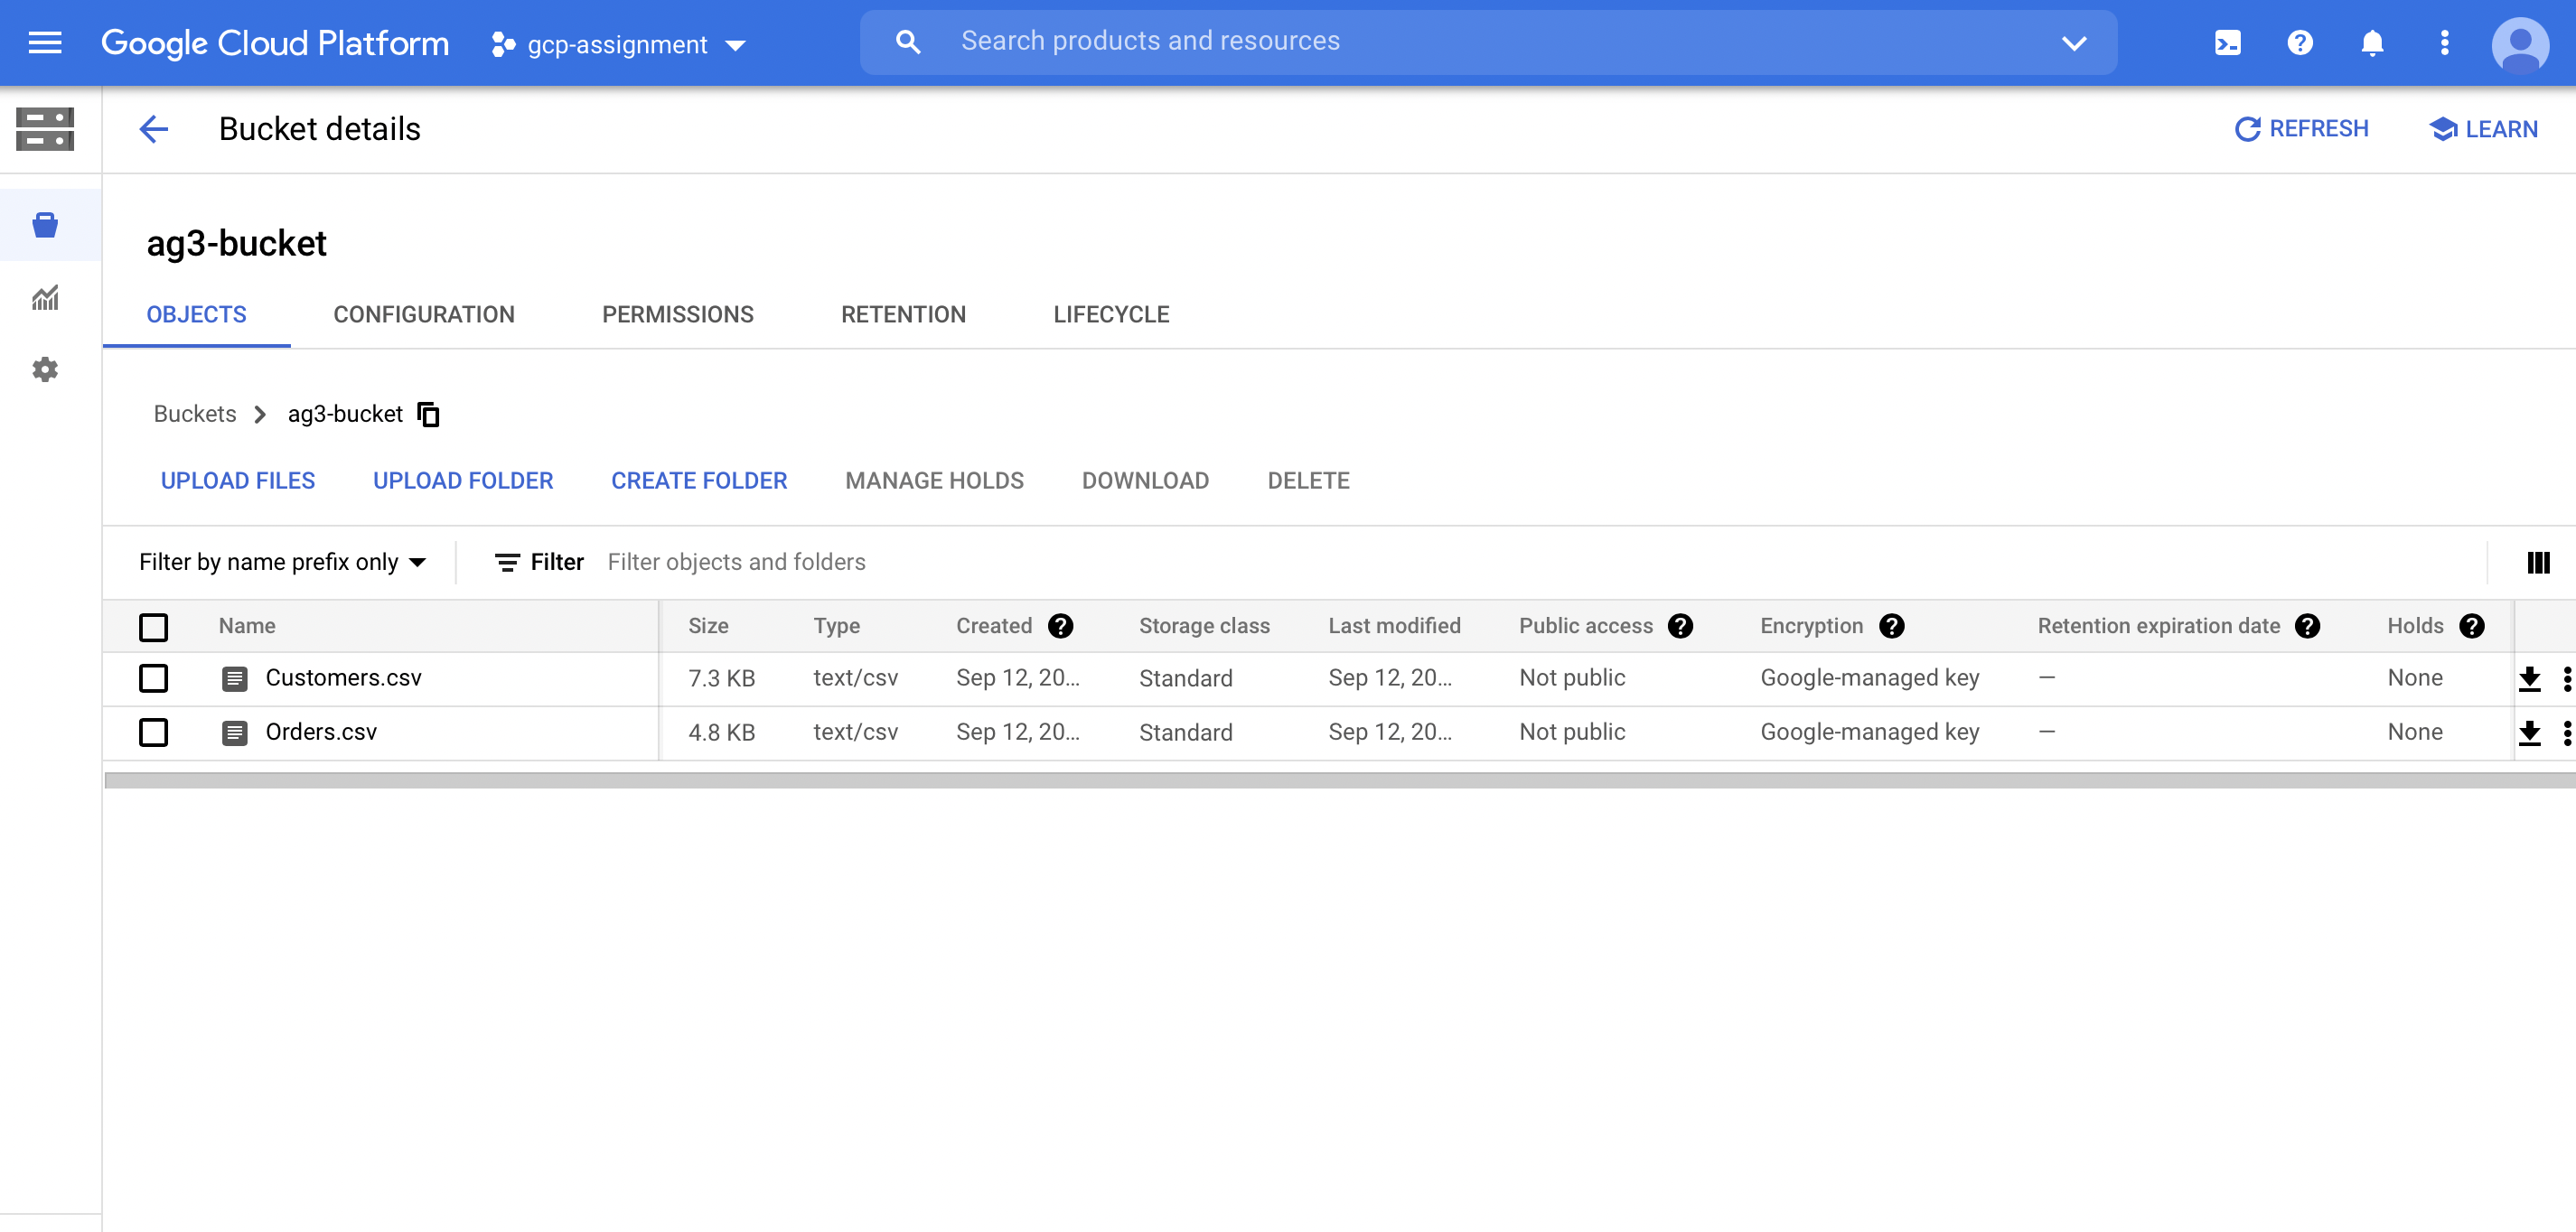 Google Cloud Platform gcp-assignment Search products and resources
Bucket details REFRESH LEARN
ag3-bucket
OBJECTS CONFIGURATION PERMISSIONS RETENTION LIFECYCLE
Buckets ag3-bucket
UPLOAD FILES UPLOAD FOLDER CREATE FOLDER MANAGE HOLDS DOWNLOAD DELETE
Filter by name prefix only Filter Filter objects and folders
Name Size Type Created Storage class Last modified Public access Encryption Retention expiration date Holds
Customers.csv 7.3 KB text/csv Sep 12, 20... Standard Sep 12, 20... Not public Google-managed key — None
Orders.csv 4.8 KB text/csv Sep 12, 20... Standard Sep 12, 20... Not public Google-managed key — None